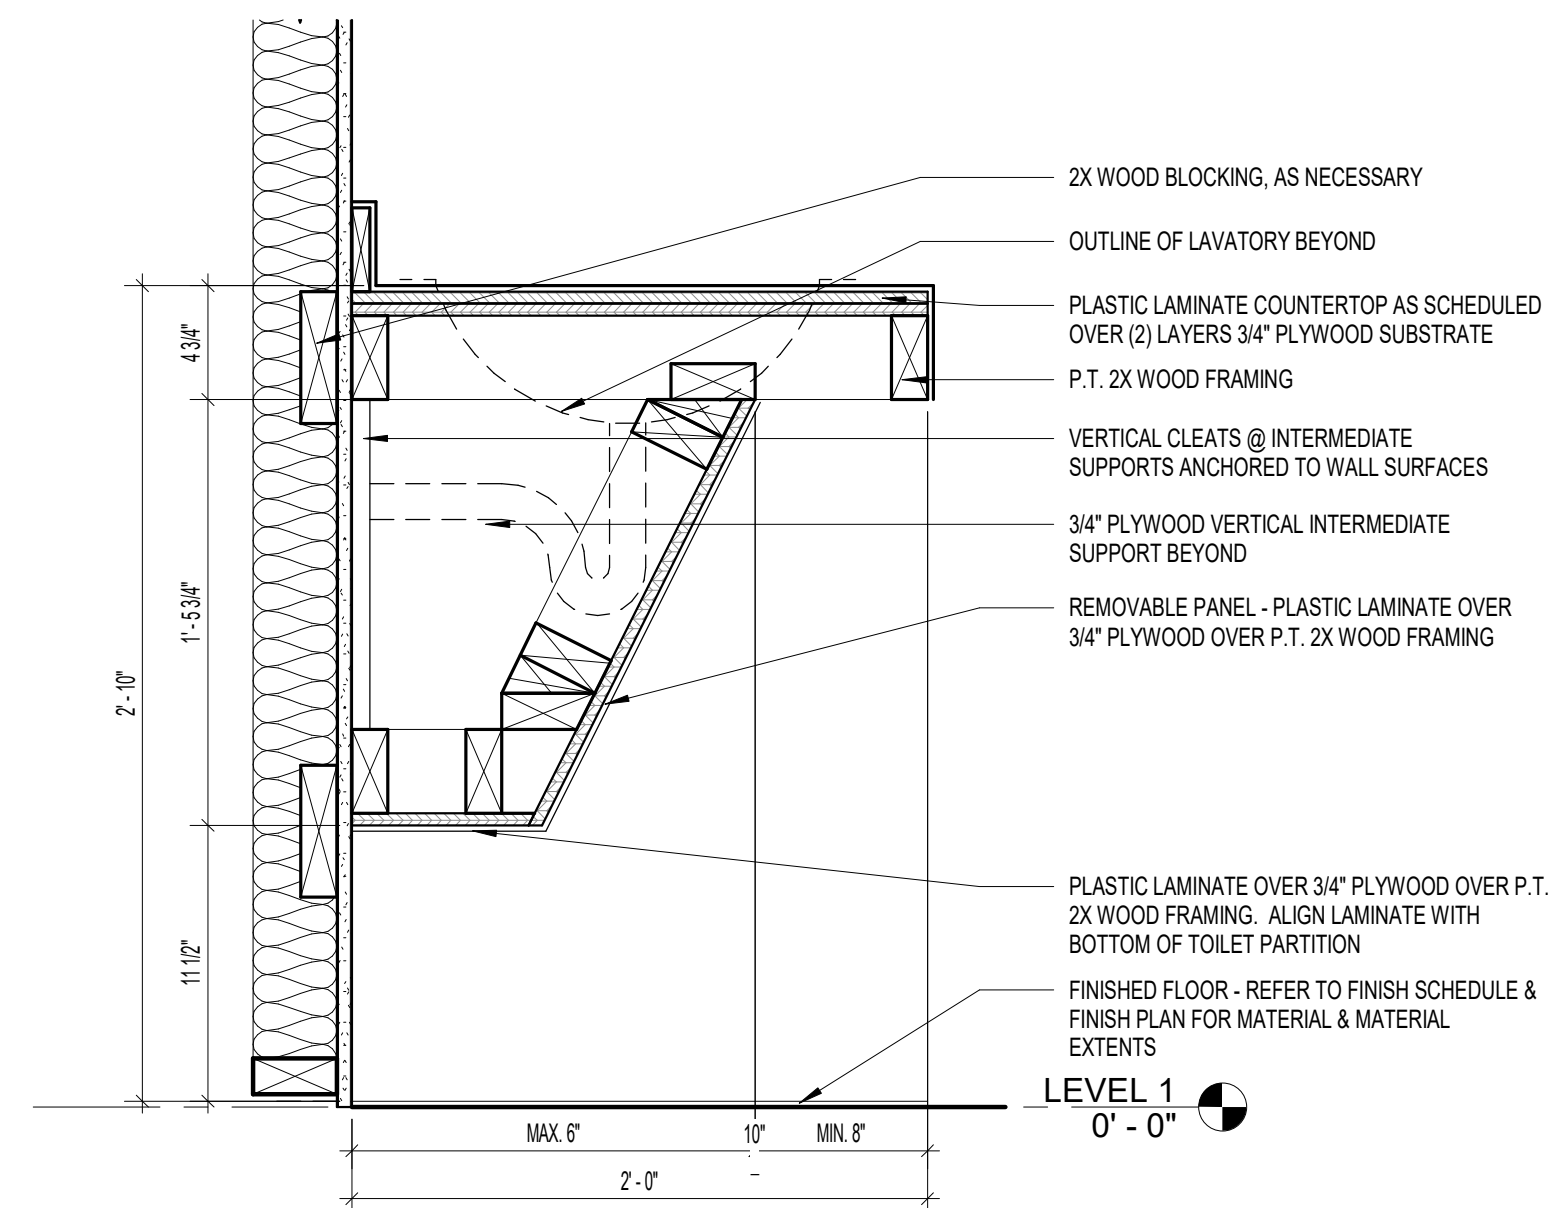 2X WOOD BLOCKING, AS NECESSARY
OUTLINE OF LAVATORY BEYOND
PLASTIC LAMINATE COUNTERTOP AS SCHEDULED
OVER (2) LAYERS 3/4" PLYWOOD SUBSTRATE
P.T. 2X WOOD FRAMING
VERTICAL CLEATS @ INTERMEDIATE
SUPPORTS ANCHORED TO WALL SURFACES
3/4" PLYWOOD VERTICAL INTERMEDIATE
SUPPORT BEYOND
REMOVABLE PANEL - PLASTIC LAMINATE OVER
3/4" PLYWOOD OVER P.T. 2X WOOD FRAMING
PLASTIC LAMINATE OVER 3/4" PLYWOOD OVER P.T.
2X WOOD FRAMING. ALIGN LAMINATE WITH
BOTTOM OF TOILET PARTITION
FINISHED FLOOR - REFER TO FINISH SCHEDULE &
FINISH PLAN FOR MATERIAL & MATERIAL
EXTENTS
LEVEL 1
0' - 0"
4 3/4"
1' - 5 3/4"
2' - 10"
11 1/2"
MAX. 6"
10"
MIN. 8"
2' - 0"